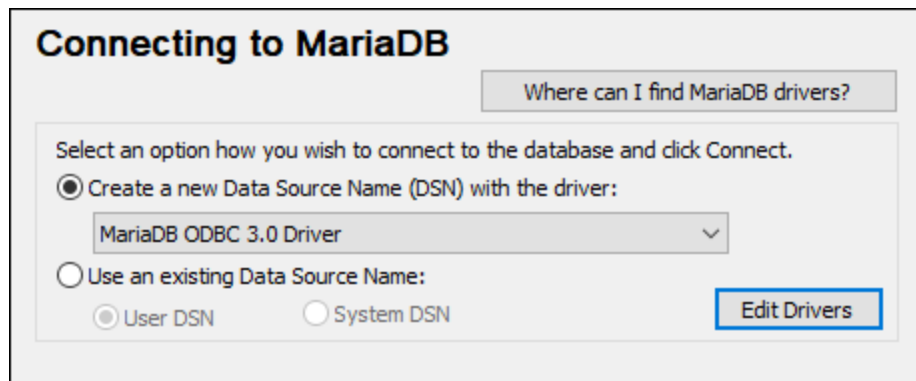 Connecting to MariaDB
Where can I find MariaDB drivers?
Select an option how you wish to connect to the database and click Connect.
Create a new Data Source Name (DSN) with the driver:
MariaDB ODBC 3.0 Driver
Use an existing Data Source Name:
User DSN System DSN
Edit Drivers